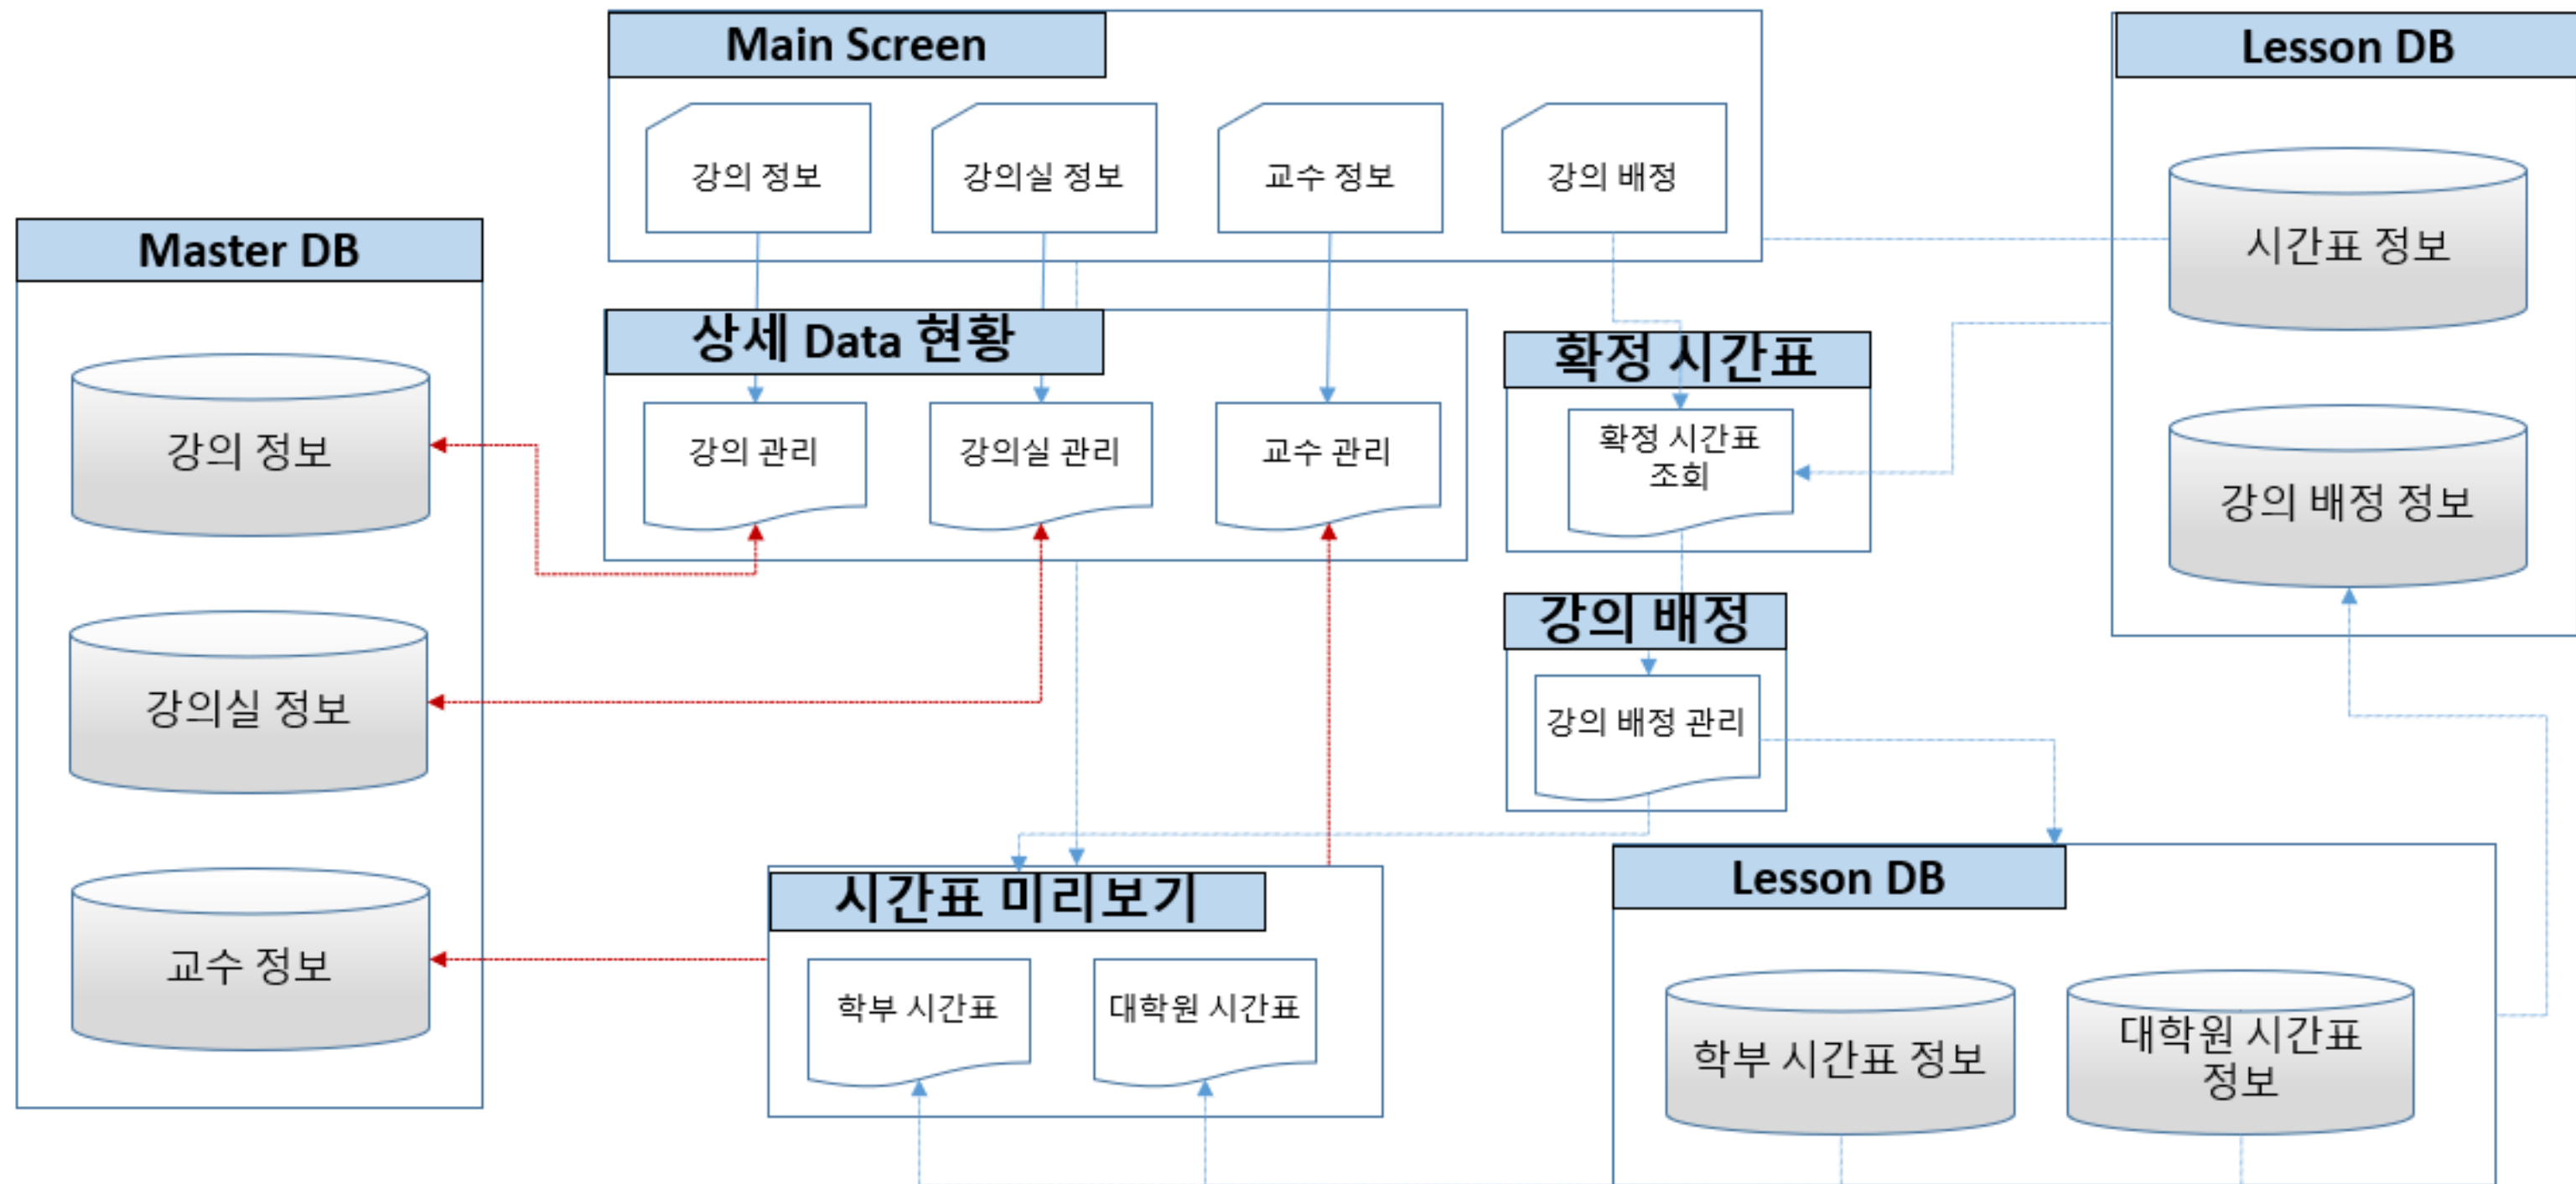 Main Screen
강의 정보
강의실 정보
교수 정보
강의 배정
Lesson DB
시간표 정보
강의 배정 정보
Master DB
강의 정보
강의실 정보
교수 정보
상세 Data 현황
강의 관리
강의실 관리
교수 관리
확정 시간표
확정 시간표
조회
강의 배정
강의 배정 관리
시간표 미리보기
학부 시간표
대학원 시간표
Lesson DB
학부 시간표 정보
대학원 시간표
정보